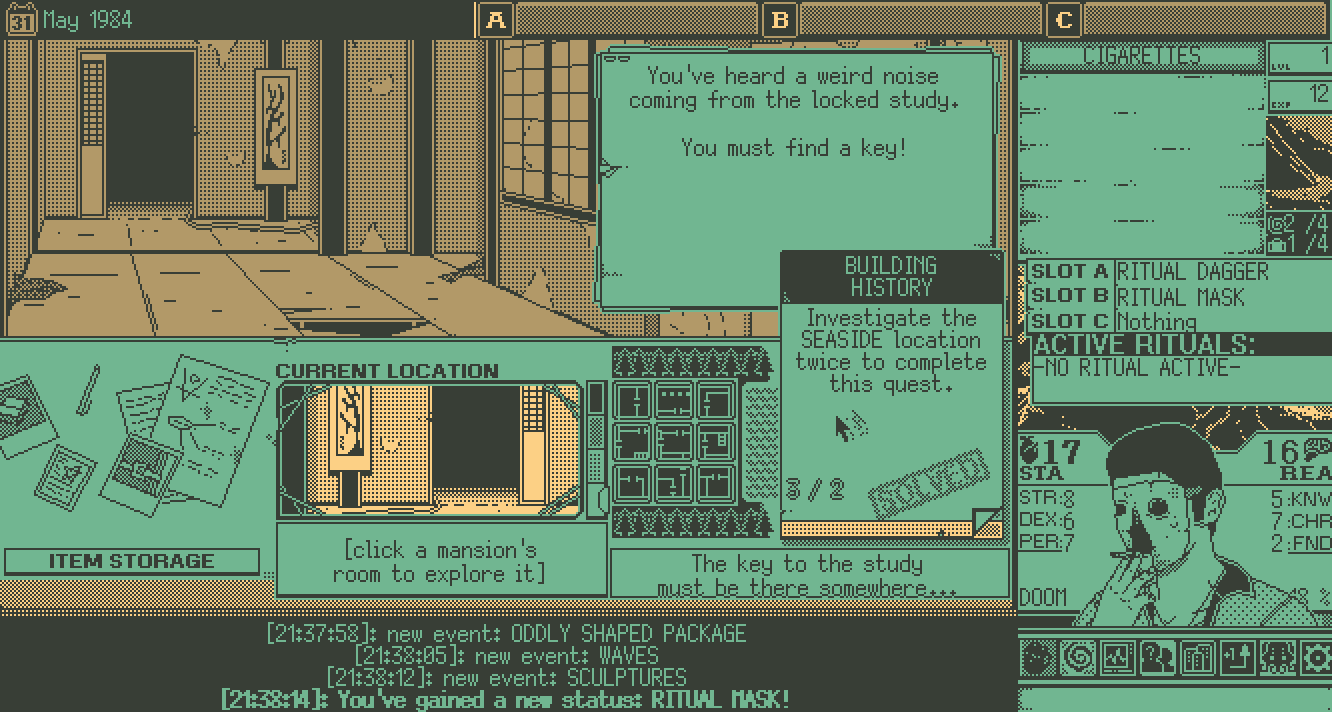 31 May 1984
A
B
C
You've heard a weird noise
coming from the locked study.
You must find a key!
CIGARETTES
LVL 1
EXP 12
2 /4
1 /4
SLOT A RITUAL DAGGER
SLOT B RITUAL MASK
SLOT C Nothing
ACTIVE RITUALS:
-NO RITUAL ACTIVE-
BUILDING
HISTORY
Investigate the
SEASIDE location
twice to complete
this quest.
3 / 2
SOLVED
CURRENT LOCATION
[click a mansion's
room to explore it]
ITEM STORAGE
The key to the study
must be there somewhere...
17
STA
16
REA
STR:8
DEX:6
PER:7
5:KNW
7:CHR
2:FND
DOOM
8 %
[21:37:58]: new event: ODDLY SHAPED PACKAGE
[21:38:05]: new event: WAVES
[21:38:12]: new event: SCULPTURES
[21:38:14]: You've gained a new status: RITUAL MASK!